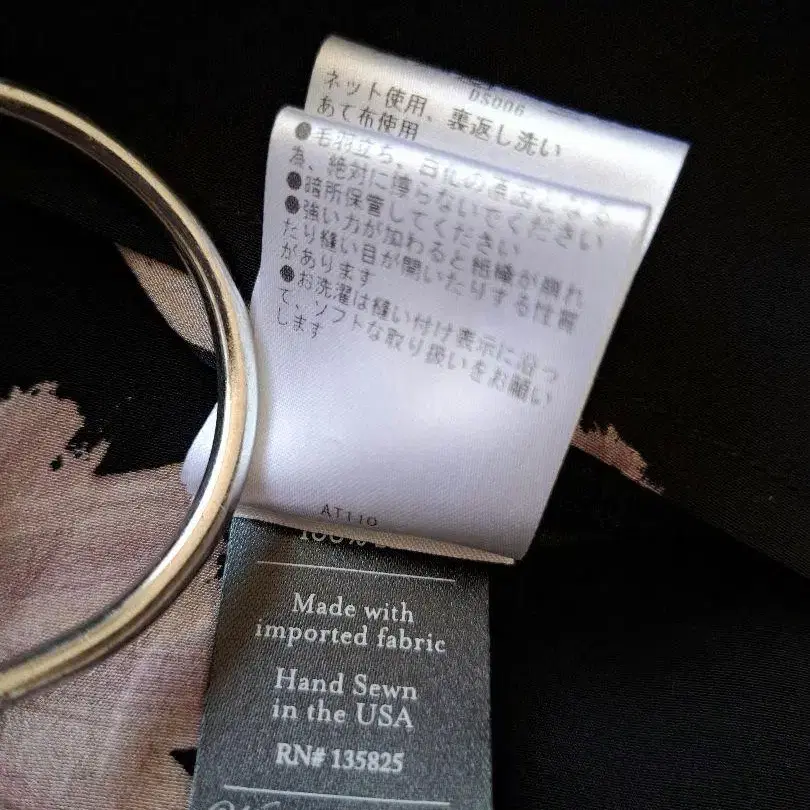 DS006
ネット使用、裏返し洗い
あて布使用
●毛羽立ち、白化の原因となる
為、絶対に擦らないでください
●暗所保管してください
●強い力が加わると組織が崩れ
たり縫い目が開いたりする性質
があります
●お洗濯は縫い付け表示に沿っ
て、ソフトな取り扱いをお願い
します
AT110
100%
Made with
imported fabric
Hand Sewn
in the USA
RN# 135825